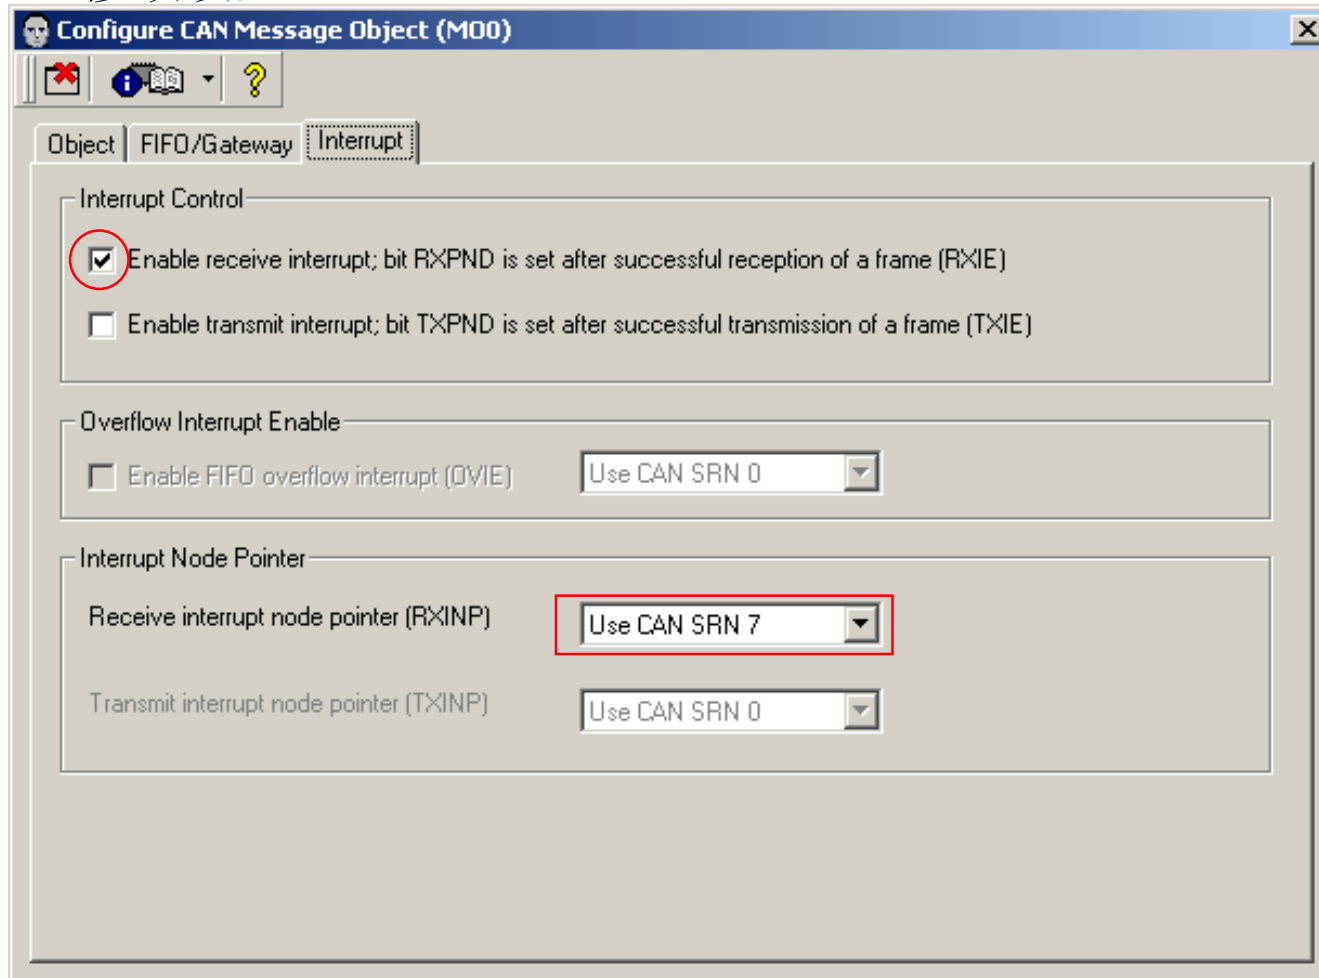 Configure CAN Message Object (MO0)
Object FIFO/Gateway Interrupt
Interrupt Control
Enable receive interrupt; bit RXPND is set after successful reception of a frame (RXIE)
Enable transmit interrupt; bit TXPND is set after successful transmission of a frame (TXIE)
Overflow Interrupt Enable
Enable FIFO overflow interrupt (OVIE) Use CAN SRN 0
Interrupt Node Pointer
Receive interrupt node pointer (RXINP) Use CAN SRN 7
Transmit interrupt node pointer (TXINP) Use CAN SRN 0